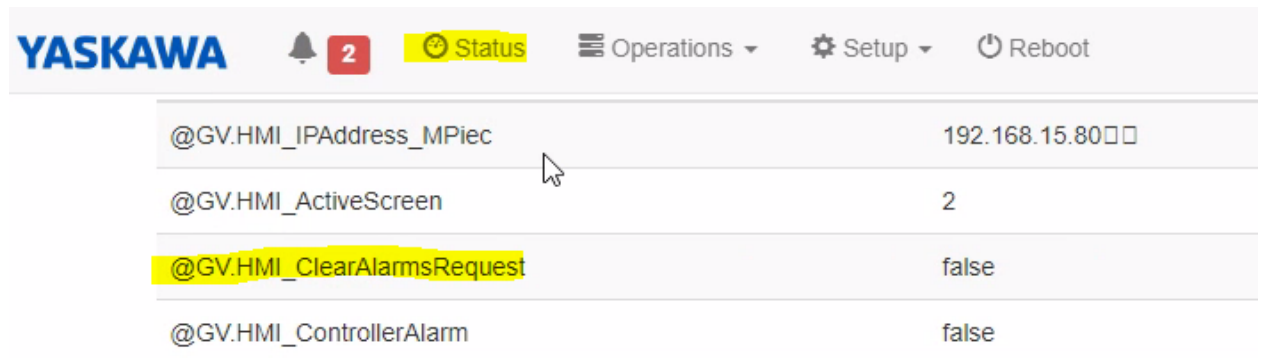 YASKAWA 2 Status Operations Setup Reboot
@GV.HMI_IPAddress_MPiec 192.168.15.80□□
@GV.HMI_ActiveScreen 2
@GV.HMI_ClearAlarmsRequest false
@GV.HMI_ControllerAlarm false